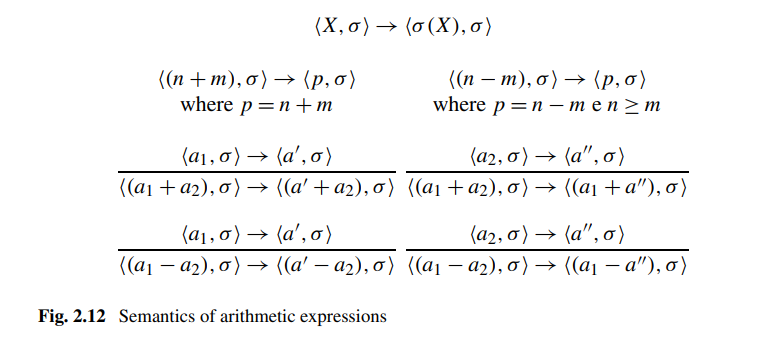 ⟨X, σ⟩ → ⟨σ(X), σ⟩
⟨(n + m), σ⟩ → ⟨p, σ⟩ ⟨(n − m), σ⟩ → ⟨p, σ⟩
where p = n + m where p = n − m e n ≥ m
⟨a₁, σ⟩ → ⟨a′, σ⟩ ⟨a₂, σ⟩ → ⟨a″, σ⟩
⟨(a₁ + a₂), σ⟩ → ⟨(a′ + a₂), σ⟩ ⟨(a₁ + a₂), σ⟩ → ⟨(a₁ + a″), σ⟩
⟨a₁, σ⟩ → ⟨a′, σ⟩ ⟨a₂, σ⟩ → ⟨a″, σ⟩
⟨(a₁ − a₂), σ⟩ → ⟨(a′ − a₂), σ⟩ ⟨(a₁ − a₂), σ⟩ → ⟨(a₁ − a″), σ⟩
Fig. 2.12 Semantics of arithmetic expressions